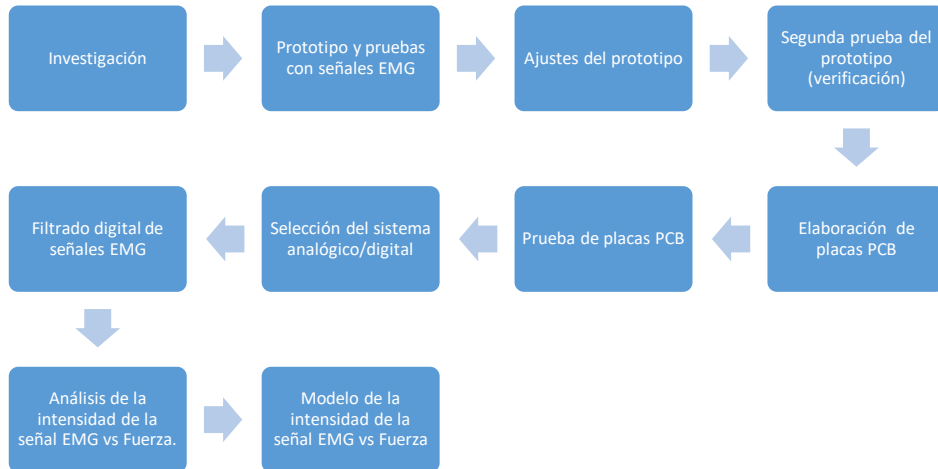 Investigación
Prototipo y pruebas
con señales EMG
Ajustes del prototipo
Segunda prueba del
prototipo
(verificación)
Elaboración de
placas PCB
Prueba de placas PCB
Selección del sistema
analógico/digital
Filtrado digital de
señales EMG
Análisis de la
intensidad de la
señal EMG vs Fuerza.
Modelo de la
intensidad de la
señal EMG vs Fuerza